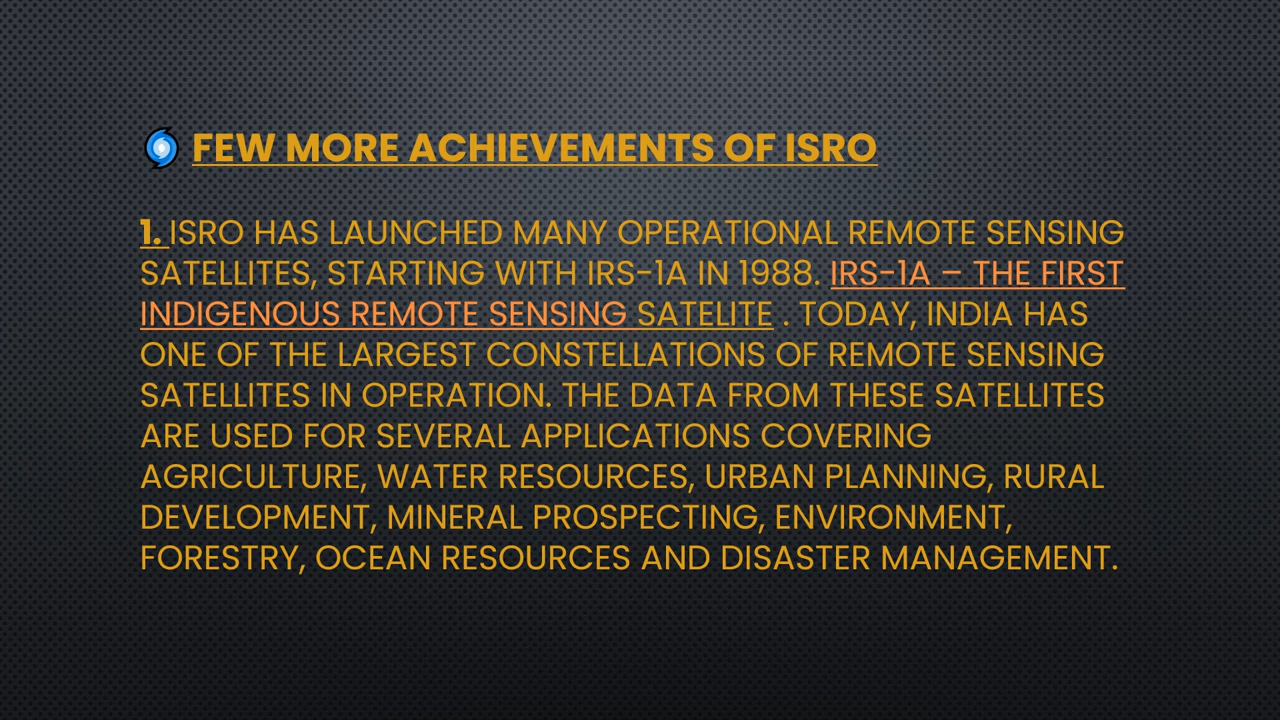 🌀 FEW MORE ACHIEVEMENTS OF ISRO
1. ISRO HAS LAUNCHED MANY OPERATIONAL REMOTE SENSING
SATELLITES, STARTING WITH IRS-1A IN 1988. IRS-1A – THE FIRST
INDIGENOUS REMOTE SENSING SATELITE . TODAY, INDIA HAS
ONE OF THE LARGEST CONSTELLATIONS OF REMOTE SENSING
SATELLITES IN OPERATION. THE DATA FROM THESE SATELLITES
ARE USED FOR SEVERAL APPLICATIONS COVERING
AGRICULTURE, WATER RESOURCES, URBAN PLANNING, RURAL
DEVELOPMENT, MINERAL PROSPECTING, ENVIRONMENT,
FORESTRY, OCEAN RESOURCES AND DISASTER MANAGEMENT.